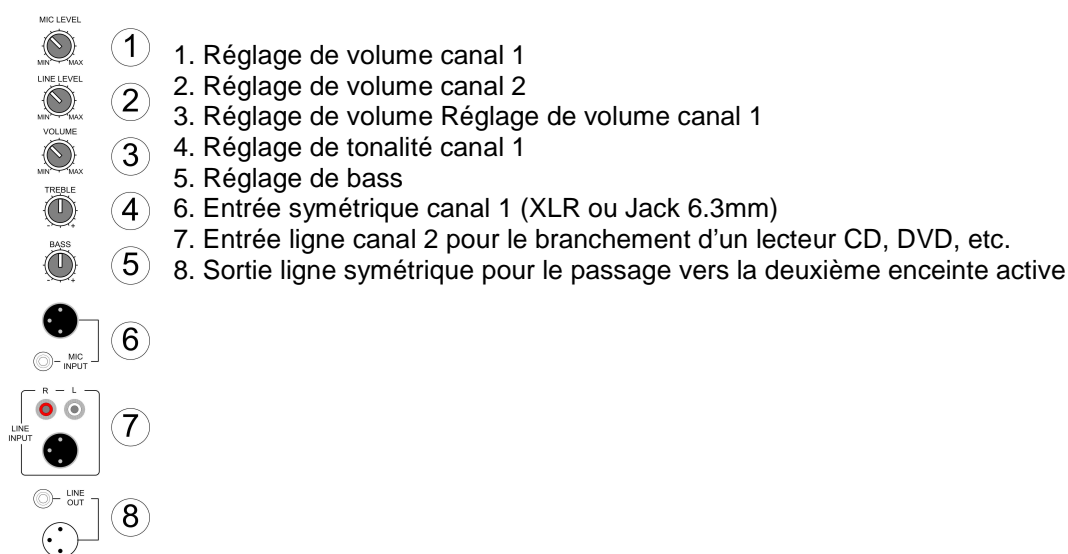 MIC LEVEL
MIN MAX
1
LINE LEVEL
MIN MAX
2
VOLUME
MIN MAX
3
TREBLE
- +
4
BASS
- +
5
6
MIC
INPUT
R L
LINE
INPUT
7
LINE
OUT
8
1. Réglage de volume canal 1
2. Réglage de volume canal 2
3. Réglage de volume Réglage de volume canal 1
4. Réglage de tonalité canal 1
5. Réglage de bass
6. Entrée symétrique canal 1 (XLR ou Jack 6.3mm)
7. Entrée ligne canal 2 pour le branchement d’un lecteur CD, DVD, etc.
8. Sortie ligne symétrique pour le passage vers la deuxième enceinte active